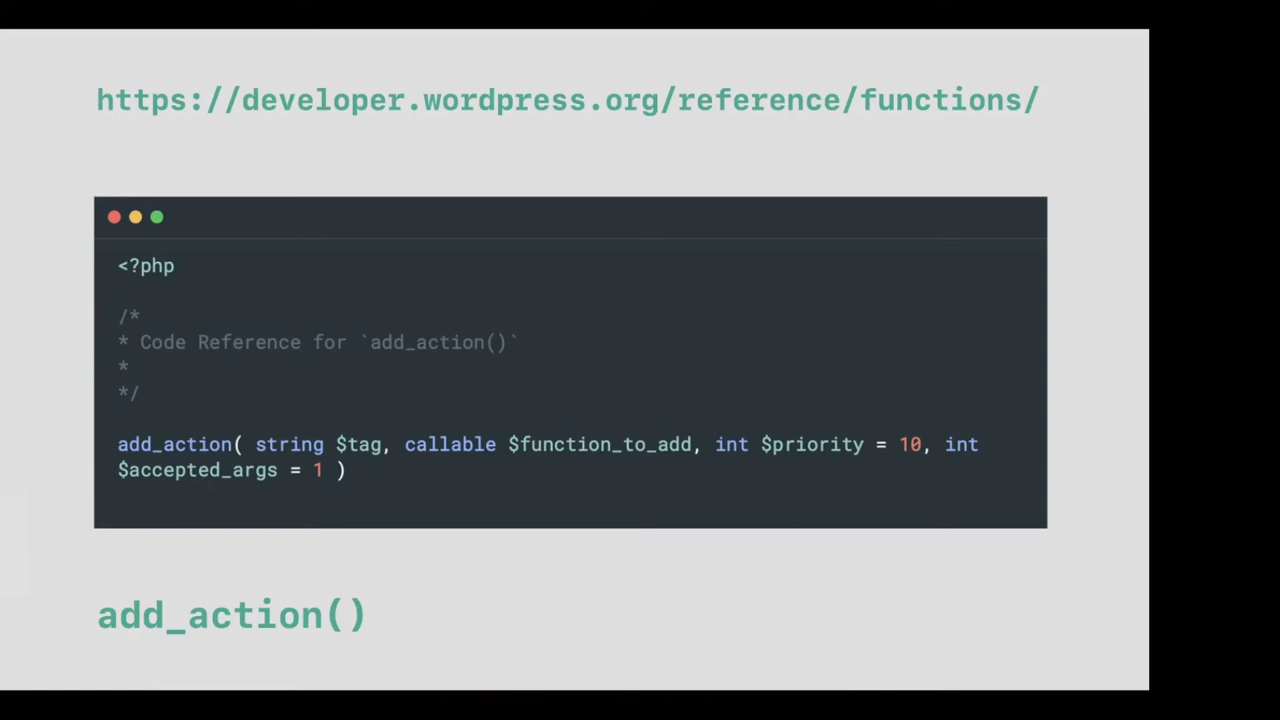 https://developer.wordpress.org/reference/functions/
<?php
/*
* Code Reference for `add_action()`
*
*/
add_action( string $tag, callable $function_to_add, int $priority = 10, int
$accepted_args = 1 )
add_action()